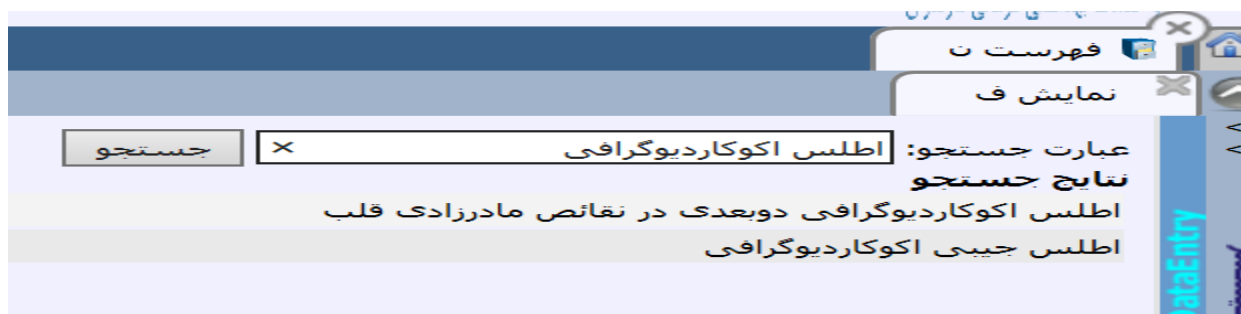 فهرست ن
نمایش ف
عبارت جستجو: اطلس اکوکاردیوگرافی × جستجو
نتایج جستجو
اطلس اکوکاردیوگرافی دوبعدی در نقائص مادرزادی قلب
اطلس جیبی اکوکاردیوگرافی
DataEntry